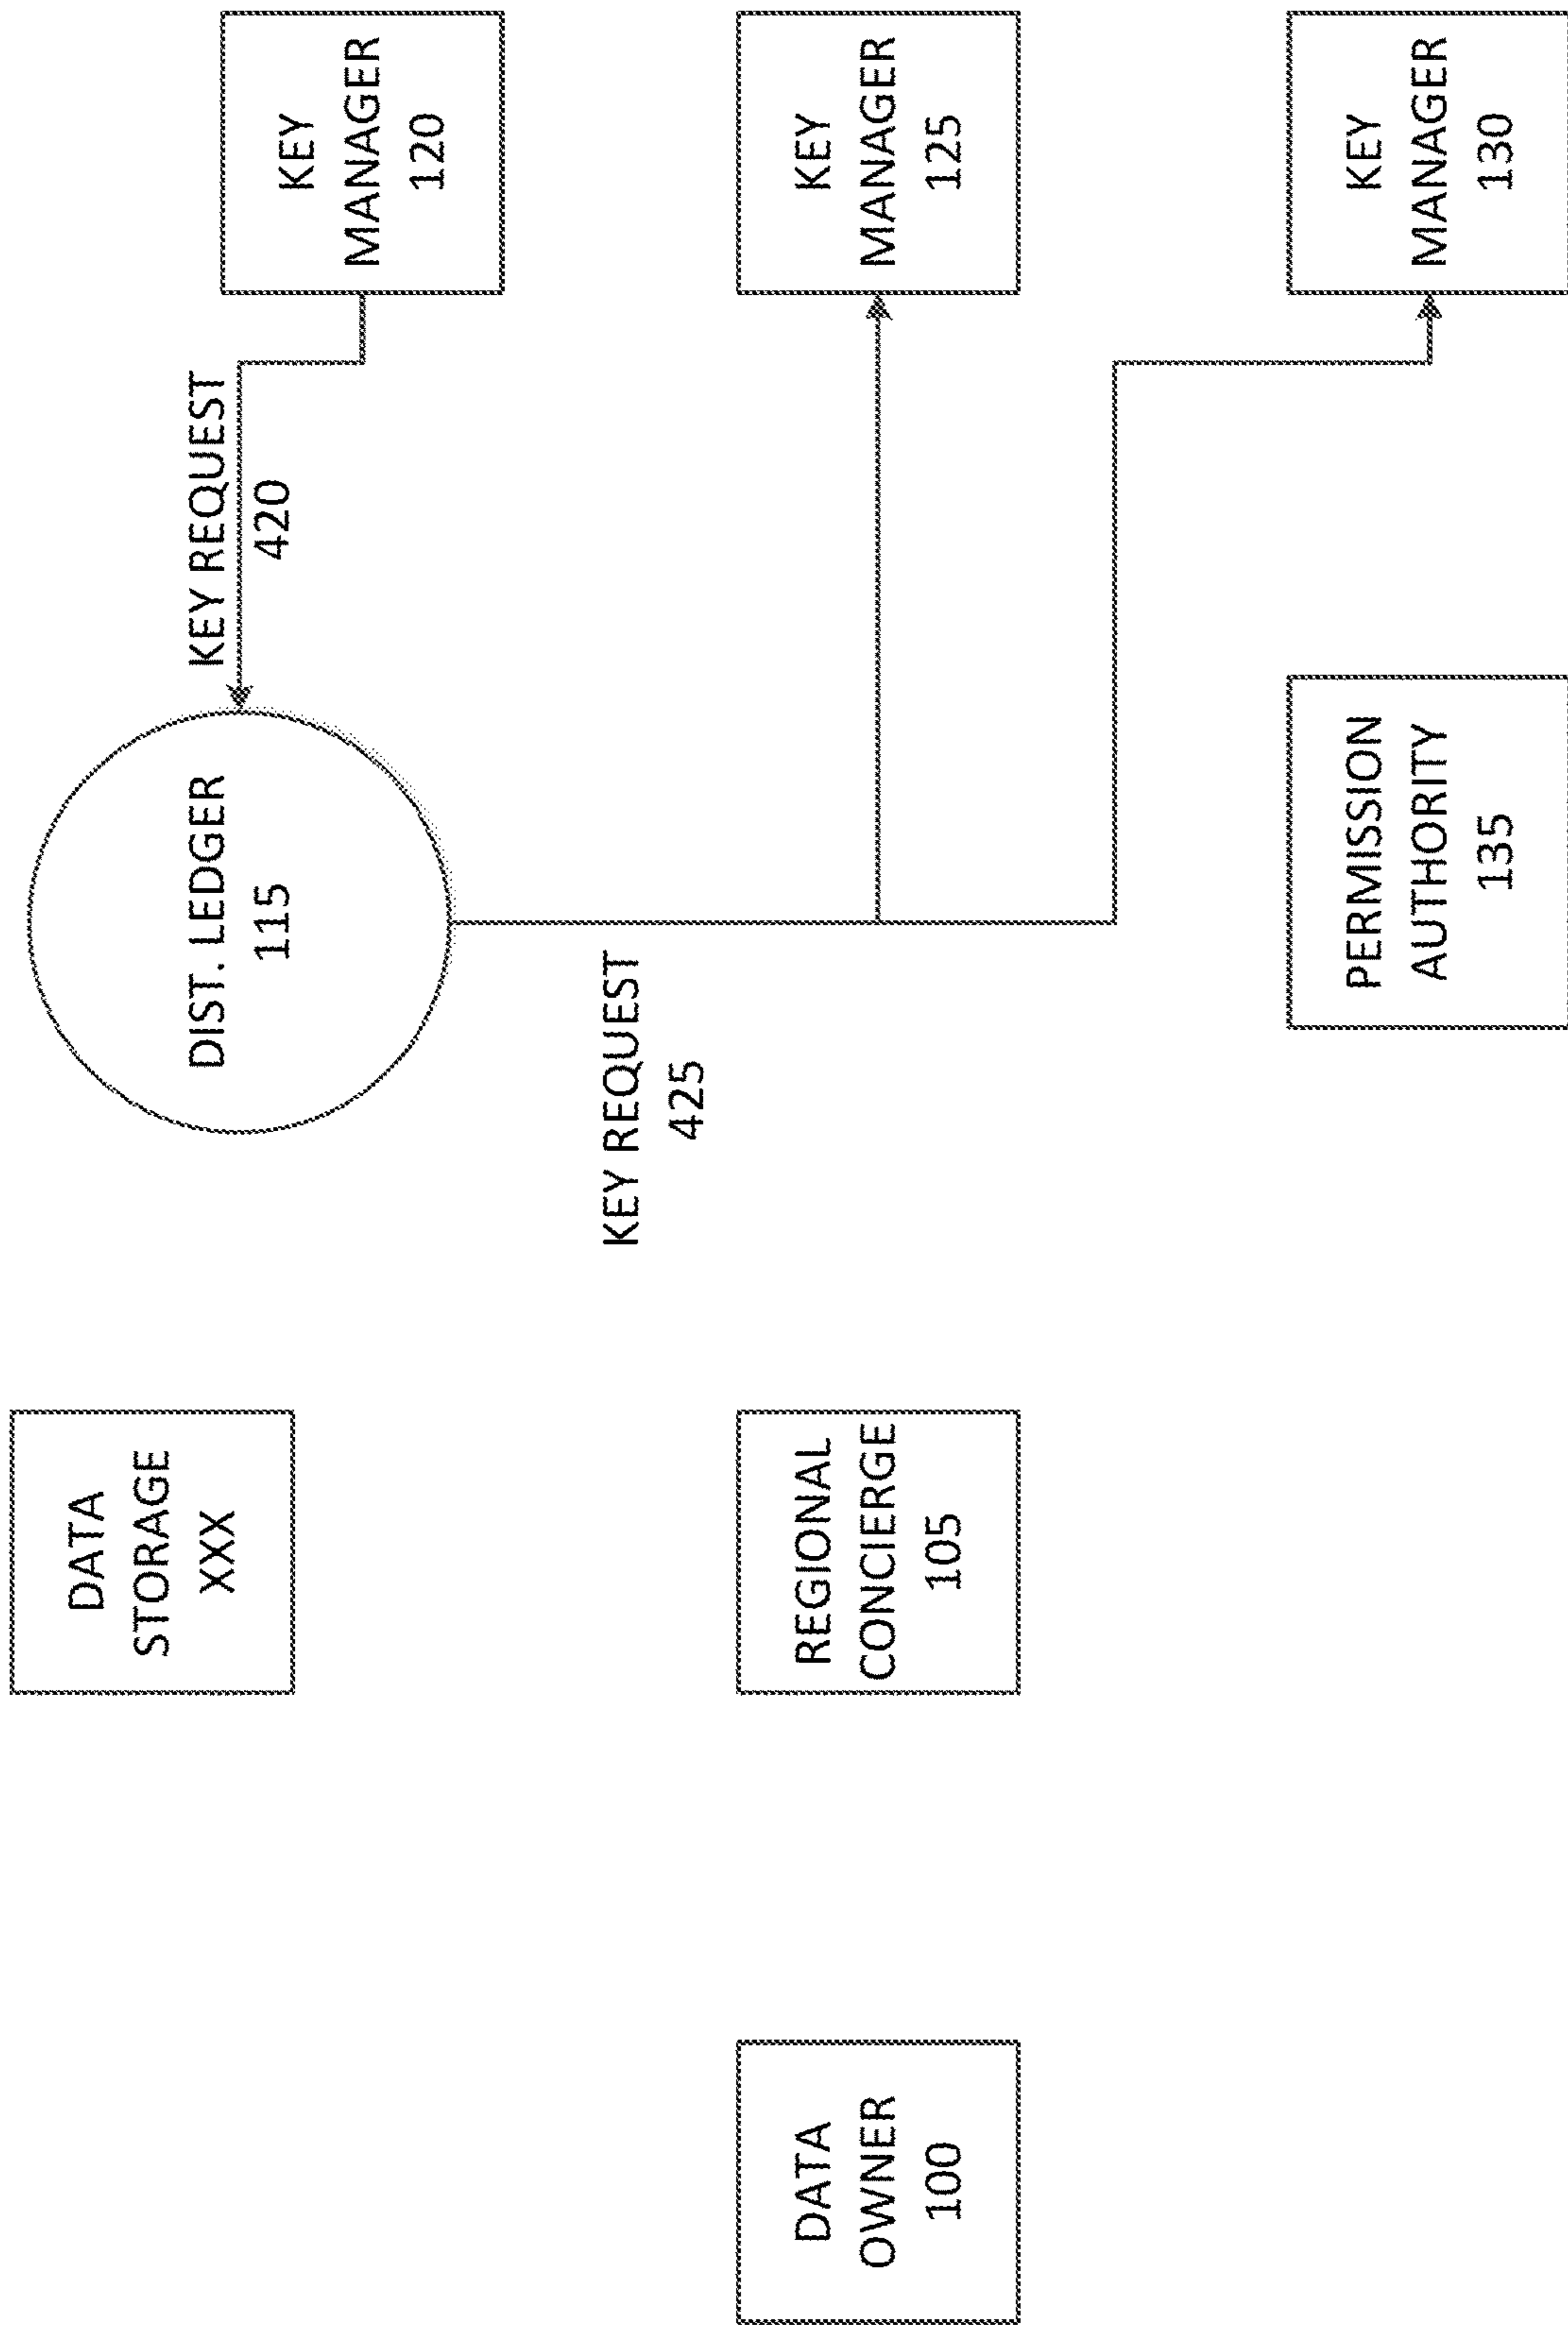 DATA
STORAGE
XXX
DIST. LEDGER
115
KEY REQUEST
420
KEY
MANAGER
120
KEY REQUEST
425
DATA
OWNER
100
REGIONAL
CONCIERGE
105
KEY
MANAGER
125
PERMISSION
AUTHORITY
135
KEY
MANAGER
130